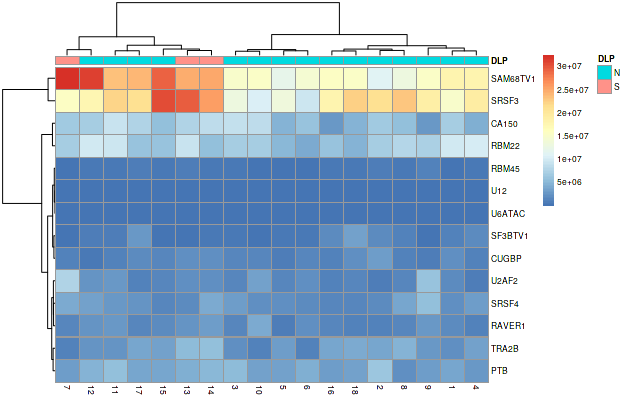 DLP
DLP
N
S
SAM68TV1
SRSF3
CA150
RBM22
RBM45
U12
U6ATAC
SF3BTV1
CUGBP
U2AF2
SRSF4
RAVER1
TRA2B
PTB
3e+07
2.5e+07
2e+07
1.5e+07
1e+07
5e+06
7 12 11 17 15 13 14 3 10 5 6 16 18 2 8 9 1 4